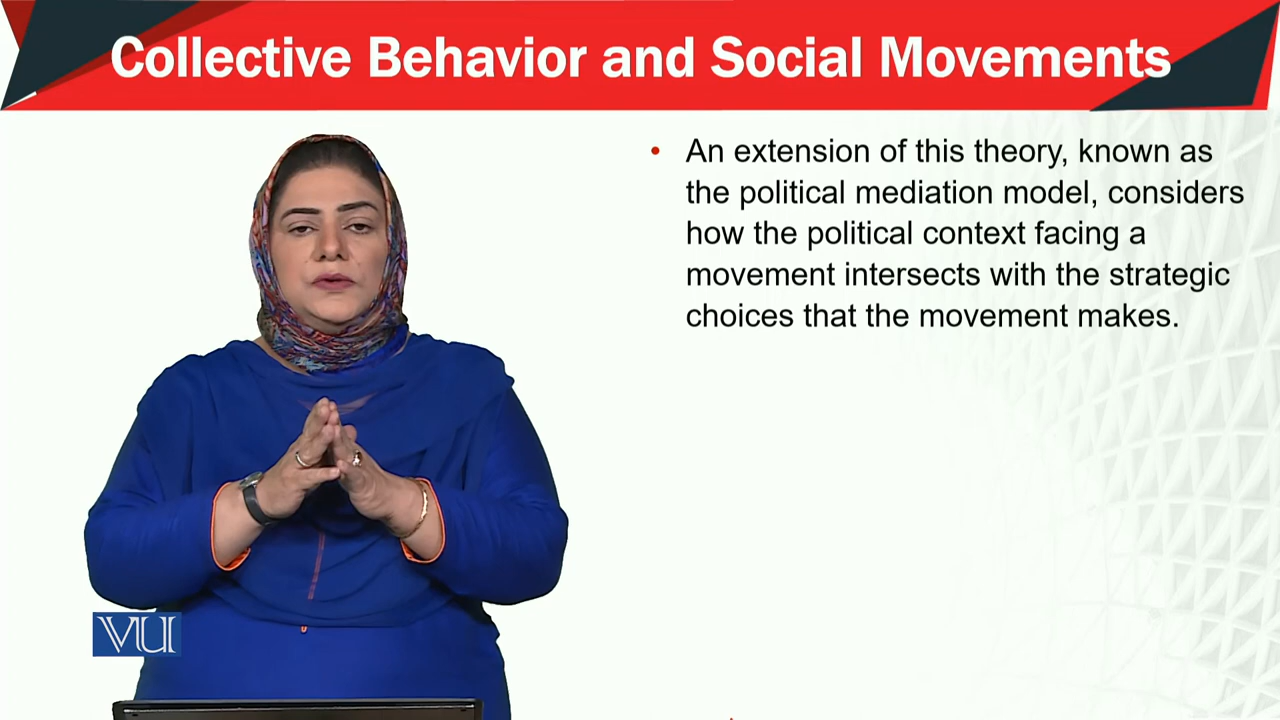 Collective Behavior and Social Movements
• An extension of this theory, known as
the political mediation model, considers
how the political context facing a
movement intersects with the strategic
choices that the movement makes.
VU